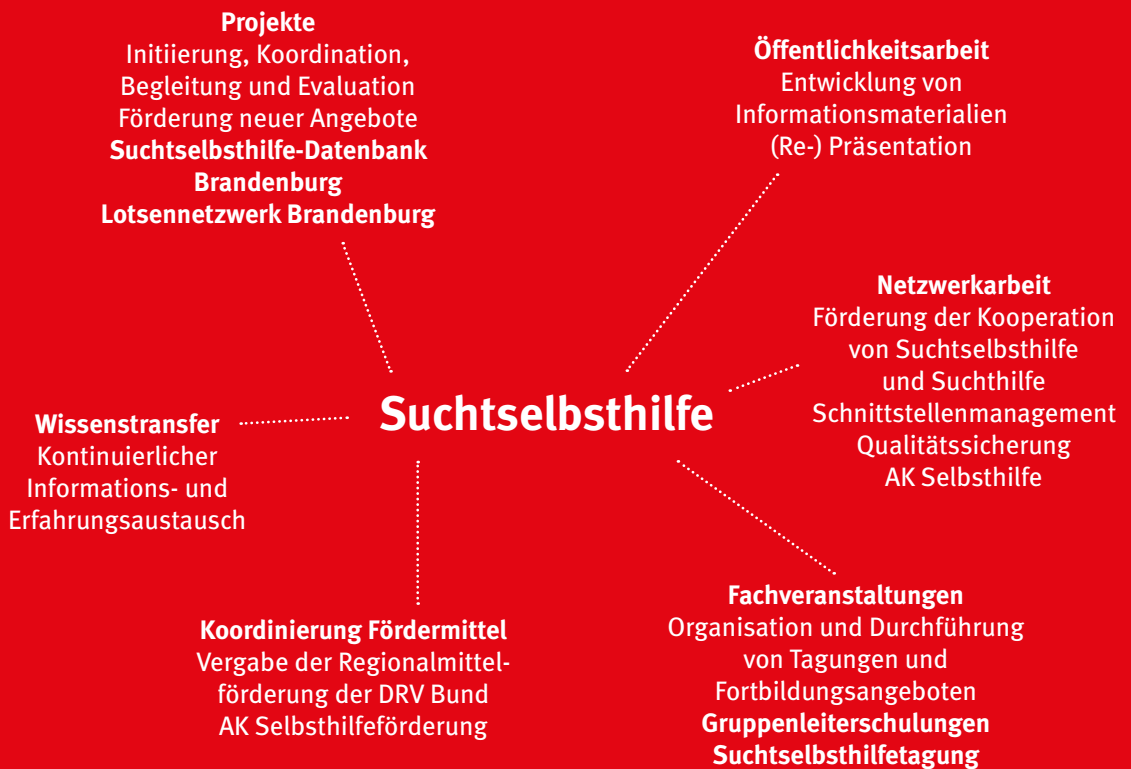 Projekte
Initiierung, Koordination,
Begleitung und Evaluation
Förderung neuer Angebote
Suchtselbsthilfe-Datenbank
Brandenburg
Lotsennetzwerk Brandenburg
Öffentlichkeitsarbeit
Entwicklung von
Informationsmaterialien
(Re-) Präsentation
Netzwerkarbeit
Förderung der Kooperation
von Suchtselbsthilfe
und Suchthilfe
Schnittstellenmanagement
Qualitätssicherung
AK Selbsthilfe
Suchtselbsthilfe
Wissenstransfer
Kontinuierlicher
Informations- und
Erfahrungsaustausch
Koordinierung Fördermittel
Vergabe der Regionalmittel-
förderung der DRV Bund
AK Selbsthilfeförderung
Fachveranstaltungen
Organisation und Durchführung
von Tagungen und
Fortbildungsangeboten
Gruppenleiterschulungen
Suchtselbsthilfetagung